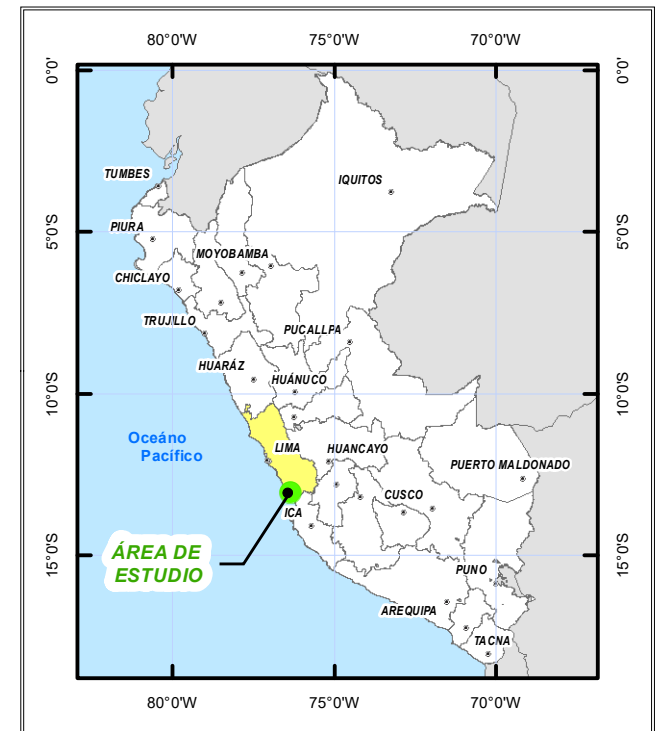 80°0'W 75°0'W 70°0'W
0°0' 0°0'
TUMBES
IQUITOS
5°0'S 5°0'S
PIURA
MOYOBAMBA
CHICLAYO
TRUJILLO
PUCALLPA
HUARÁZ
HUÁNUCO
10°0'S 10°0'S
Oceáno
Pacífico
LIMA
HUANCAYO
PUERTO MALDONADO
CUSCO
ICA
ÁREA DE
ESTUDIO
15°0'S 15°0'S
PUNO
AREQUIPA
TACNA
80°0'W 75°0'W 70°0'W